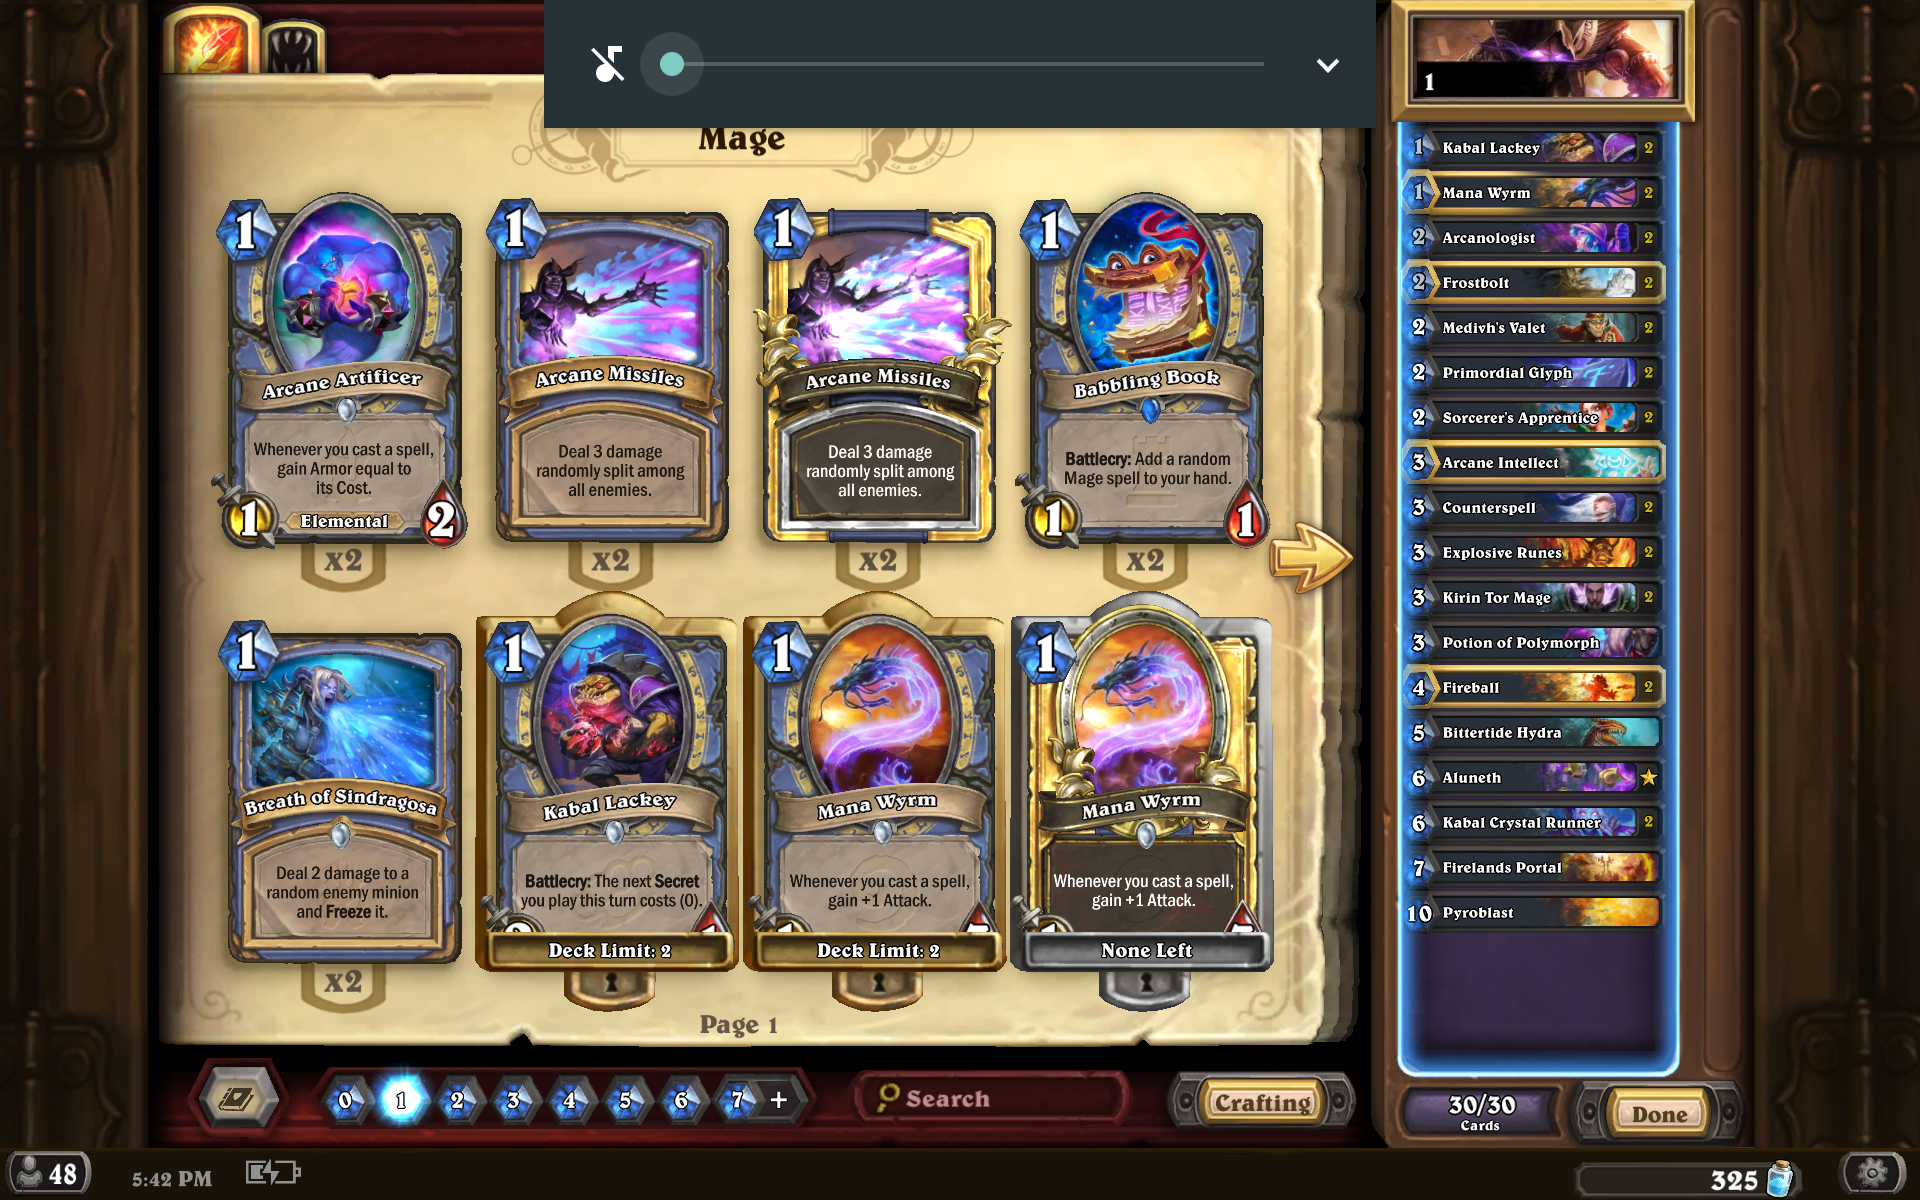 Mage
1
1
1
1
Arcane Artificer
Arcane Missiles
Arcane Missiles
Babbling Book
Whenever you cast a spell,
gain Armor equal to
its Cost.
Deal 3 damage
randomly split among
all enemies.
Deal 3 damage
randomly split among
all enemies.
Battlecry: Add a random
Mage spell to your hand.
1
Elemental
2
1
1
x2
x2
x2
x2
1
1
1
1
Breath of Sindragosa
Kabal Lackey
Mana Wyrm
Mana Wyrm
Deal 2 damage to a
random enemy minion
and Freeze it.
Battlecry: The next Secret
you play this turn costs (0).
Whenever you cast a spell,
gain +1 Attack.
Whenever you cast a spell,
gain +1 Attack.
Deck Limit: 2
Deck Limit: 2
None Left
x2
Page 1
0
1
2
3
4
5
6
7
+
Search
Crafting
1
1 Kabal Lackey 2
1 Mana Wyrm 2
2 Arcanologist 2
2 Frostbolt 2
2 Medivh's Valet 2
2 Primordial Glyph 2
2 Sorcerer's Apprentice 2
3 Arcane Intellect
3 Counterspell 2
3 Explosive Runes 2
3 Kirin Tor Mage 2
3 Potion of Polymorph
4 Fireball 2
5 Bittertide Hydra
6 Aluneth
6 Kabal Crystal Runner 2
7 Firelands Portal
10 Pyroblast
30/30
Cards
Done
48
5:42 PM
325